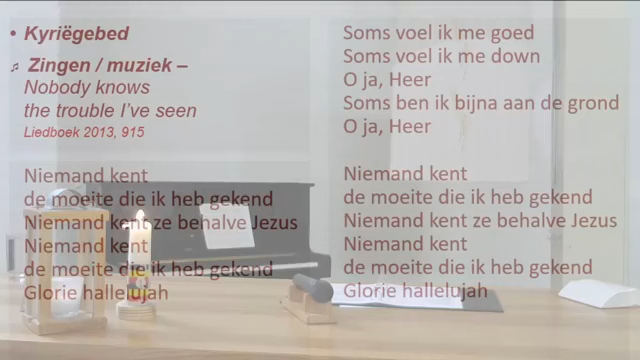 • Kyriëgebed
♫ Zingen / muziek –
Nobody knows
the trouble I've seen
Liedboek 2013, 915
Niemand kent
de moeite die ik heb gekend
Niemand kent ze behalve Jezus
Niemand kent
de moeite die ik heb gekend
Glorie hallelujah
Soms voel ik me goed
Soms voel ik me down
O ja, Heer
Soms ben ik bijna aan de grond
O ja, Heer
Niemand kent
de moeite die ik heb gekend
Niemand kent ze behalve Jezus
Niemand kent
de moeite die ik heb gekend
Glorie hallelujah